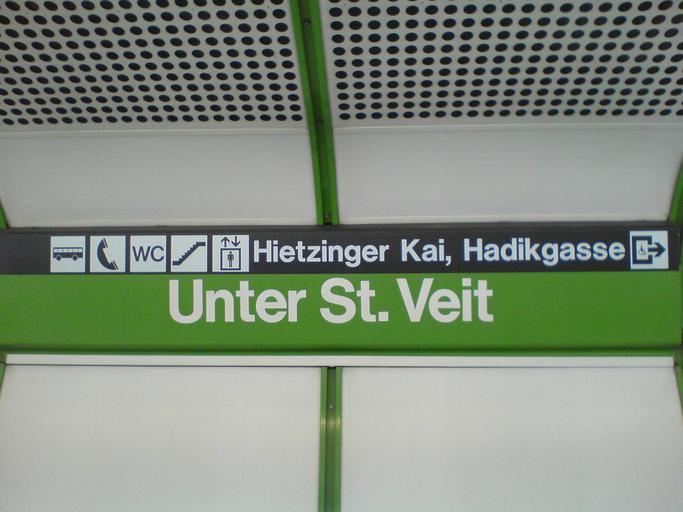 WC Hietzinger Kai, Hadikgasse
Unter St. Veit